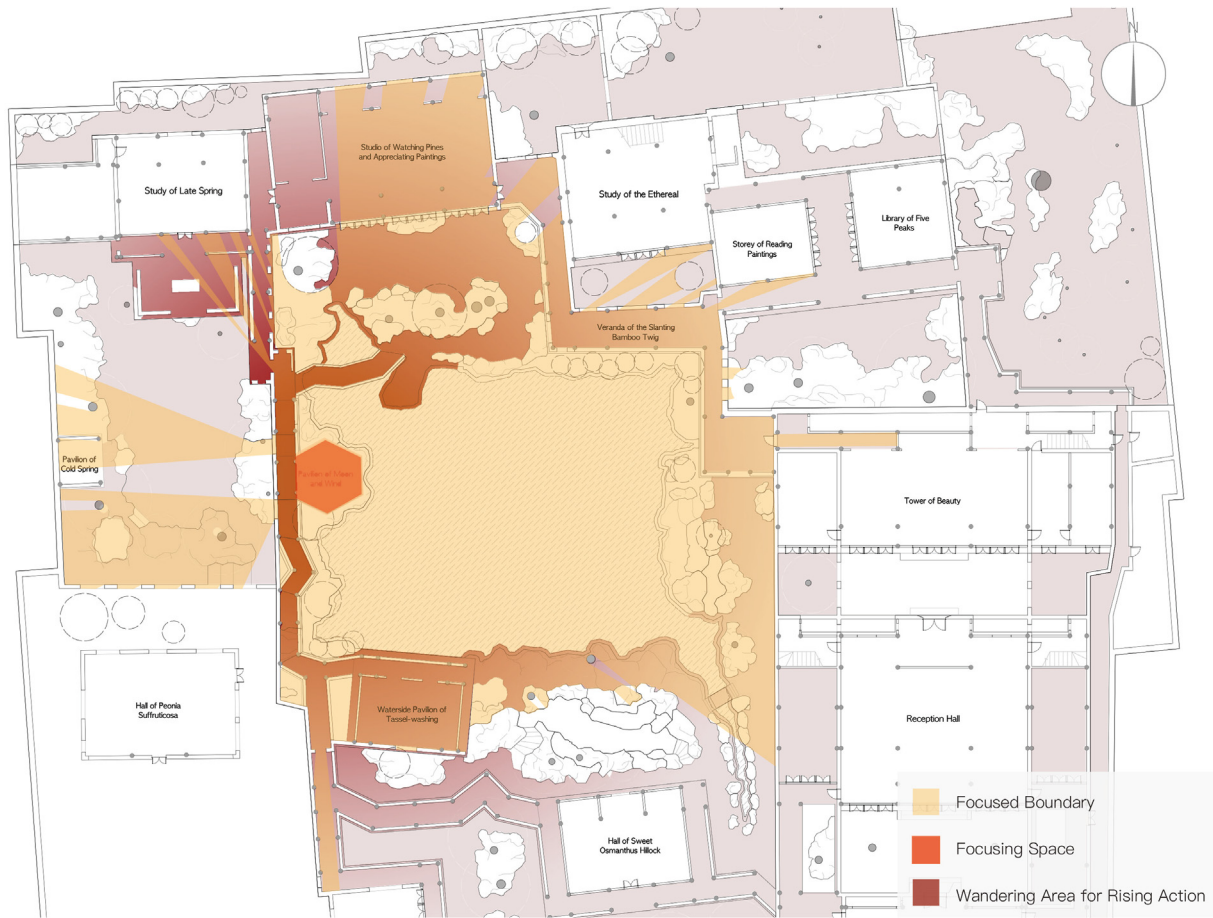 N
Studio of Watching Pines
and Appreciating Paintings
Study of Late Spring
Study of the Ethereal
Library of Five
Peaks
Storey of Reading
Paintings
Veranda of the Slanting
Bamboo Twig
Pavilion of
Cold Spring
Pavilion of Moon
and Wind
Tower of Beauty
Hall of Peonia
Suffruticosa
Waterside Pavilion of
Tassel-washing
Reception Hall
Hall of Sweet
Osmanthus Hillock
Focused Boundary
Focusing Space
Wandering Area for Rising Action